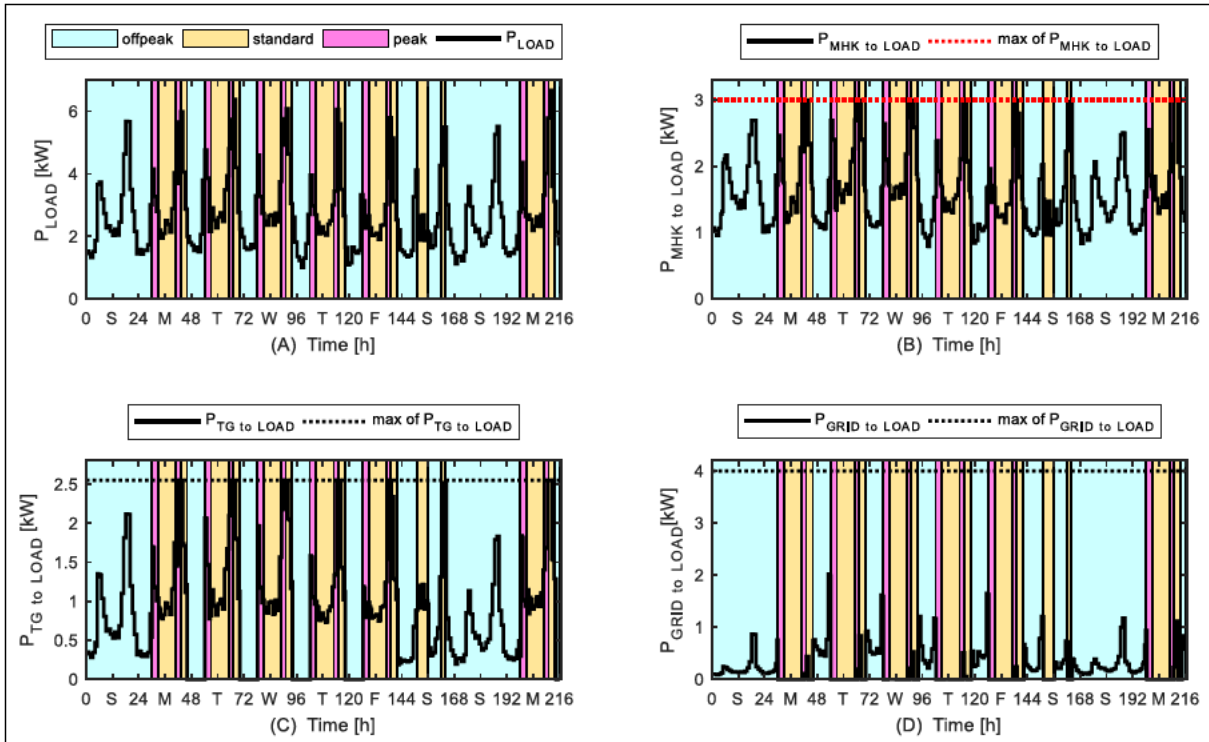 offpeak standard peak P_LOAD
P_MHK to LOAD max of P_MHK to LOAD
P_LOAD [kW]
6
4
2
0
0 S 24 M 48 T 72 W 96 T 120 F 144 S 168 S 192 M 216
(A) Time [h]
P_MHK to LOAD [kW]
3
2
1
0
0 S 24 M 48 T 72 W 96 T 120 F 144 S 168 S 192 M 216
(B) Time [h]
P_TG to LOAD max of P_TG to LOAD
P_GRID to LOAD max of P_GRID to LOAD
P_TG to LOAD [kW]
2.5
2
1.5
1
0.5
0
0 S 24 M 48 T 72 W 96 T 120 F 144 S 168 S 192 M 216
(C) Time [h]
P_GRID to LOAD[kW]
4
3
2
1
0
0 S 24 M 48 T 72 W 96 T 120 F 144 S 168 S 192 M 216
(D) Time [h]